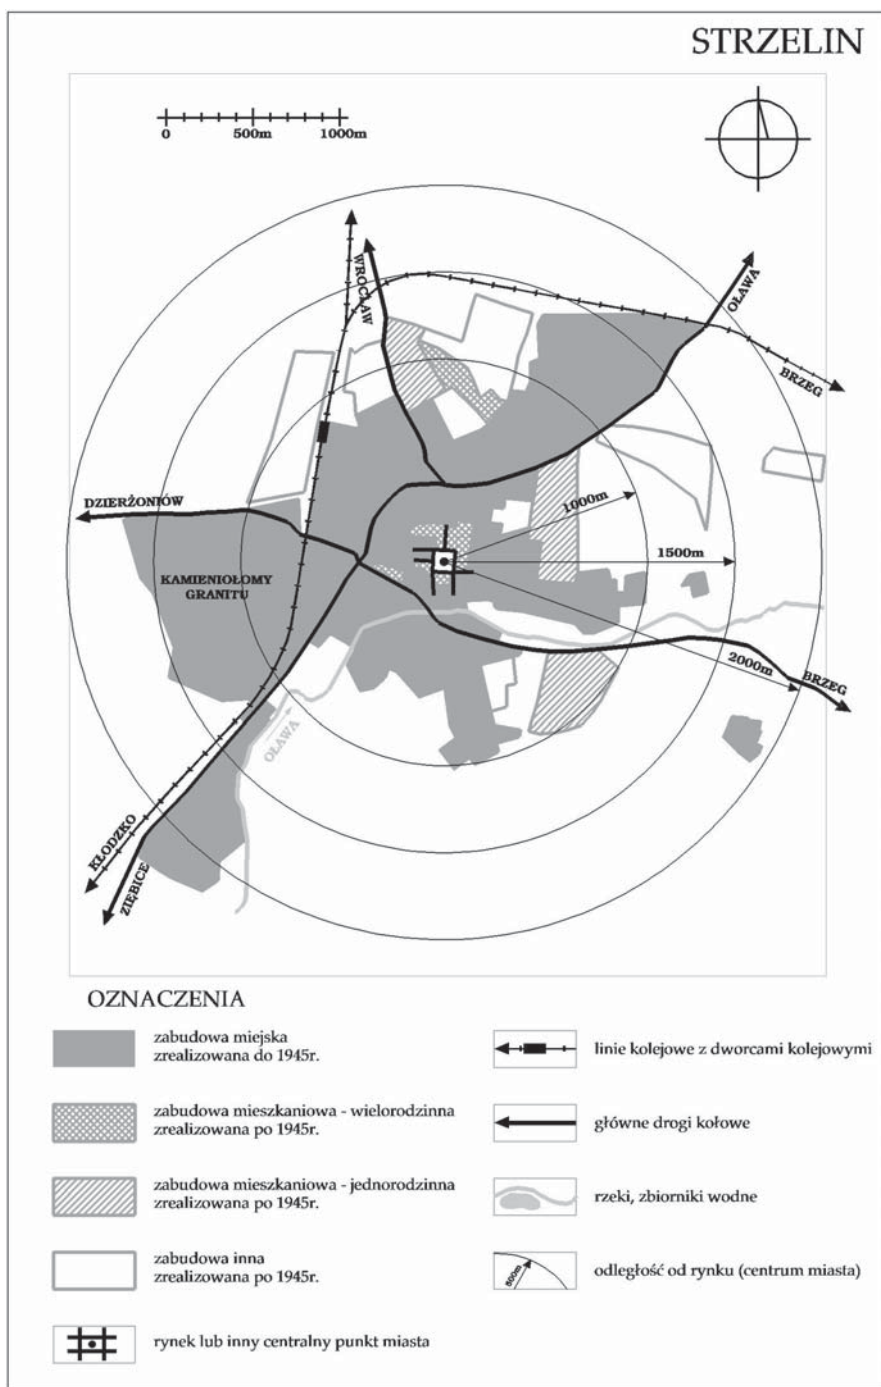 STRZELIN
0 500m 1000m
WROCŁAW
OŁAWA
BRZEG
DZIERŻONIÓW
1000m
1500m
KAMIENIOŁOMY
GRANITU
2000m
BRZEG
OŁAWA
KŁODZKO
ZIĘBICE
OZNACZENIA
zabudowa miejska
zrealizowana do 1945r.
zabudowa mieszkaniowa - wielorodzinna
zrealizowana po 1945r.
zabudowa mieszkaniowa - jednorodzinna
zrealizowana po 1945r.
zabudowa inna
zrealizowana po 1945r.
rynek lub inny centralny punkt miasta
linie kolejowe z dworcami kolejowymi
główne drogi kołowe
rzeki, zbiorniki wodne
500m
odległość od rynku (centrum miasta)